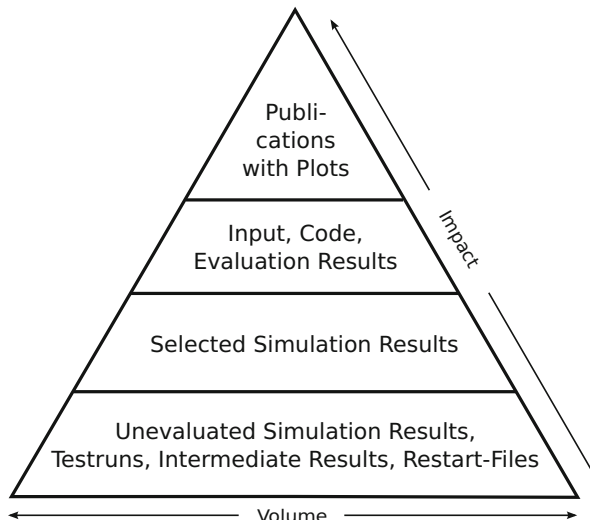 Publi-
cations
with Plots
Input, Code,
Evaluation Results
Impact
Selected Simulation Results
Unevaluated Simulation Results,
Testruns, Intermediate Results, Restart-Files
Volume